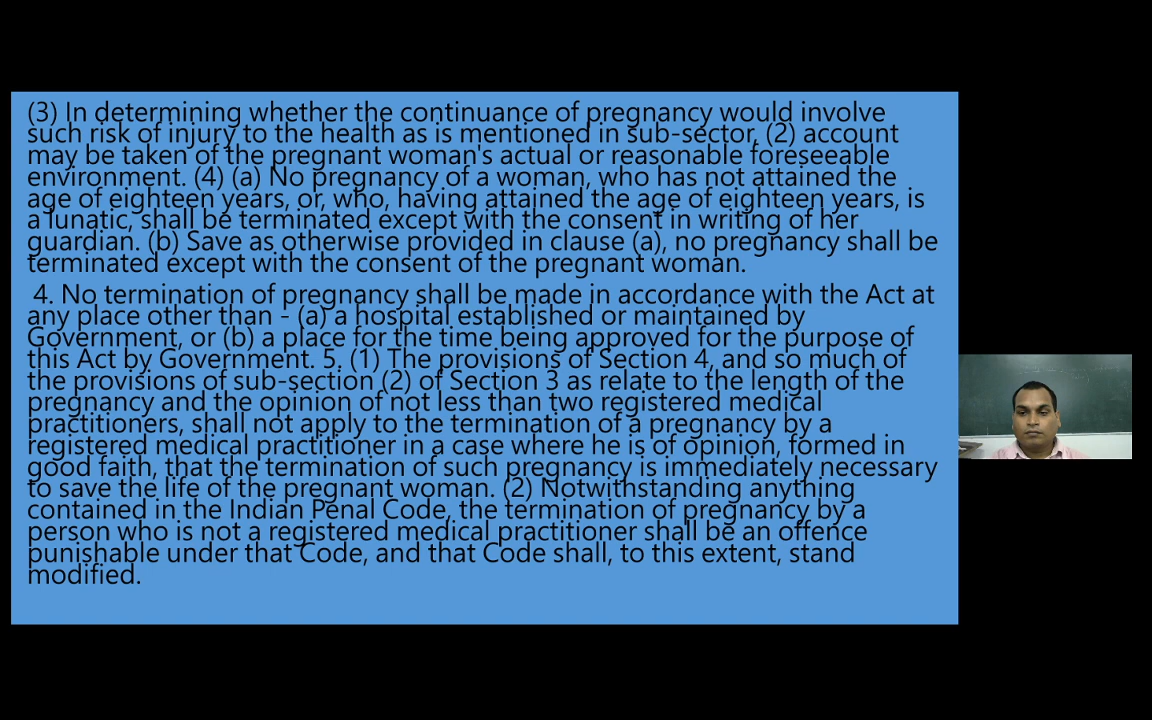 (3) In determining whether the continuance of pregnancy would involve
such risk of injury to the health as is mentioned in sub-sector, (2) account
may be taken of the pregnant woman's actual or reasonable foreseeable
environment. (4) (a) No pregnancy of a woman, who has not attained the
age of eighteen years, or, who, having attained the age of eighteen years, is
a lunatic, shall be terminated except with the consent in writing of her
guardian. (b) Save as otherwise provided in clause (a), no pregnancy shall be
terminated except with the consent of the pregnant woman.
4. No termination of pregnancy shall be made in accordance with the Act at
any place other than - (a) a hospital established or maintained by
Government, or (b) a place for the time being approved for the purpose of
this Act by Government. 5. (1) The provisions of Section 4, and so much of
the provisions of sub-section (2) of Section 3 as relate to the length of the
pregnancy and the opinion of not less than two registered medical
practitioners, shall not apply to the termination of a pregnancy by a
registered medical practitioner in a case where he is of opinion, formed in
good faith, that the termination of such pregnancy is immediately necessary
to save the life of the pregnant woman. (2) Notwithstanding anything
contained in the Indian Penal Code, the termination of pregnancy by a
person who is not a registered medical practitioner shall be an offence
punishable under that Code, and that Code shall, to this extent, stand
modified.